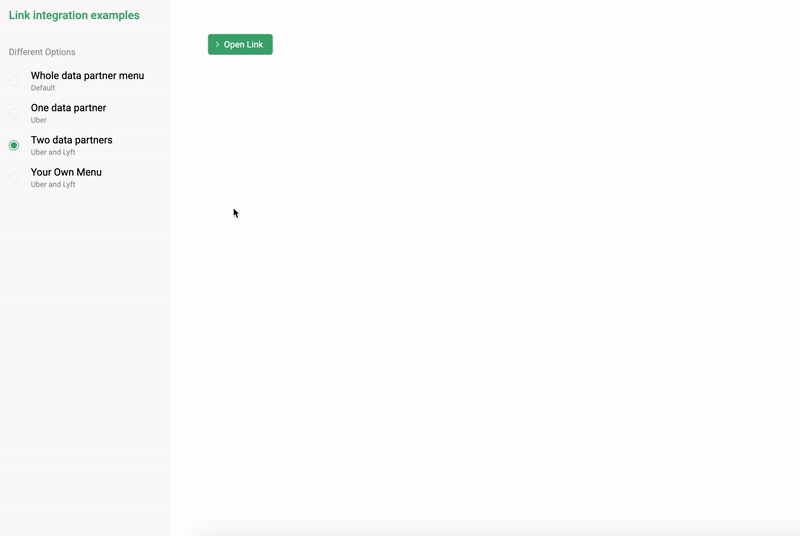 Link integration examples
Open Link
Different Options
Whole data partner menu
Default
One data partner
Uber
Two data partners
Uber and Lyft
Your Own Menu
Uber and Lyft